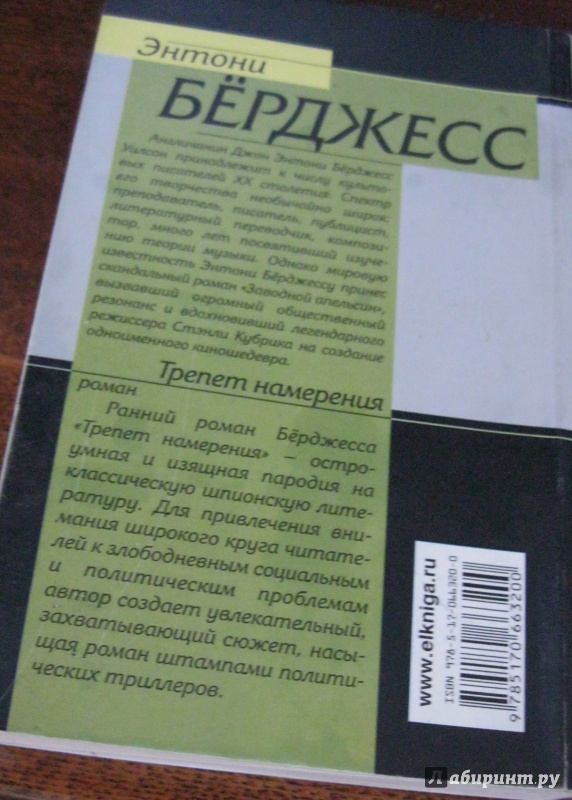 Энтони
БЁРДЖЕСС
Англичанин Джон Энтони Бёрджесс
Уилсон принадлежит к числу культо-
вых писателей XX столетия. Спектр
его творчества необычайно широк:
преподаватель, писатель, публицист,
литературный переводчик, компози-
тор, много лет посвятивший изуче-
нию теории музыки. Однако мировую
известность Энтони Бёрджессу принес
скандальный роман «Заводной апельсин»,
вызвавший огромный общественный
резонанс и вдохновивший легендарного
режиссера Стэнли Кубрика на создание
одноименного киношедевра.
Трепет намерения
роман
Ранний роман Бёрджесса
«Трепет намерения» – остро-
умная и изящная пародия на
классическую шпионскую лите-
ратуру. Для привлечения вни-
мания широкого круга читате-
лей к злободневным социальным
и политическим проблемам
автор создает увлекательный,
захватывающий сюжет, насы-
щая роман штампами полити-
ческих триллеров.
www.elkniga.ru
ISBN 978-5-17-066320-0
9785170663200
Лабиринт.ру